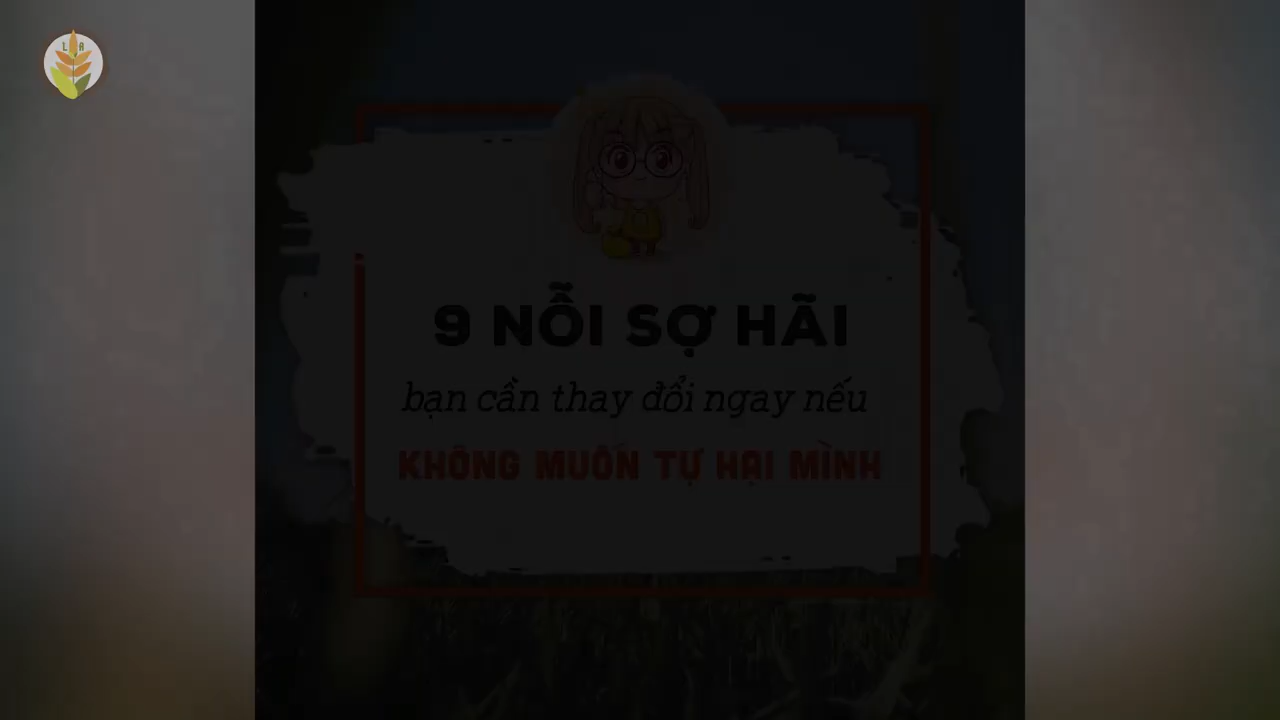 L A
9 NỖI SỢ HÃI
bạn cần thay đổi ngay nếu
KHÔNG MUỐN TỰ HẠI MÌNH